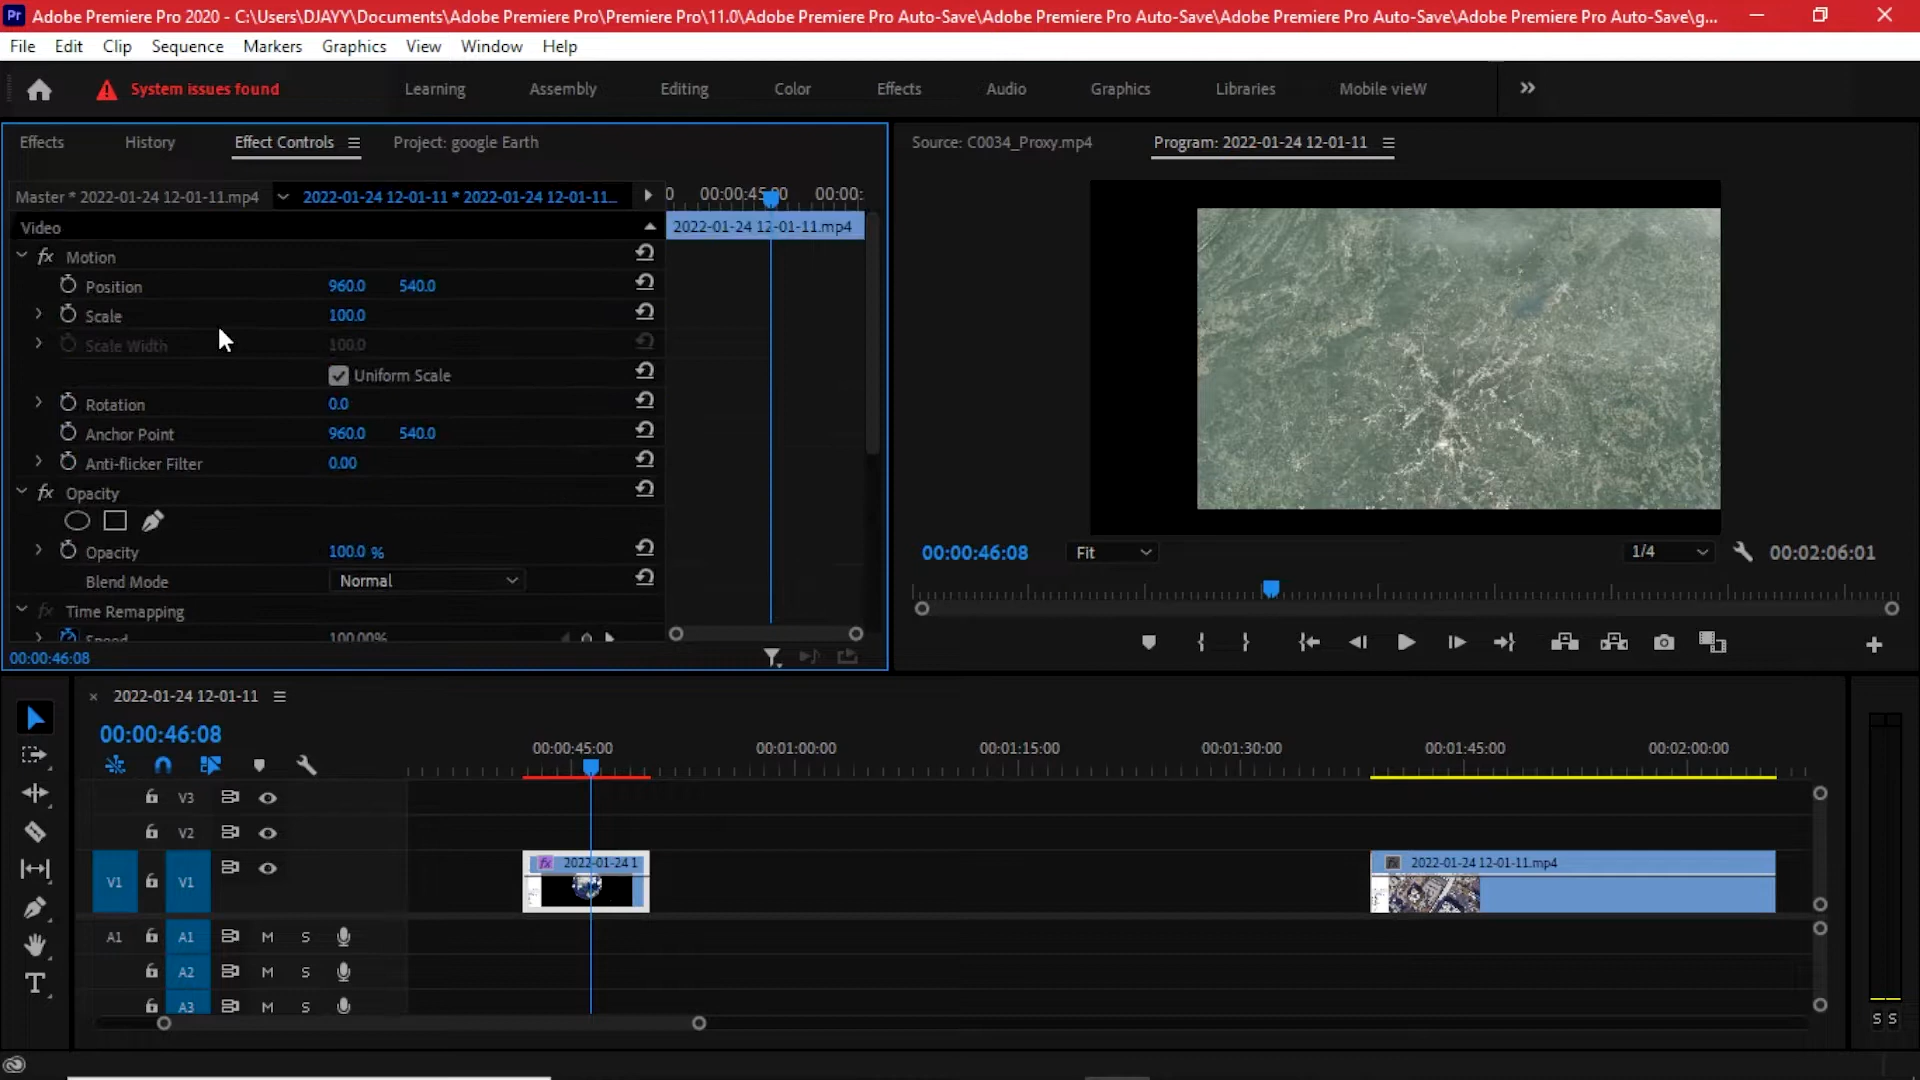 Pr Adobe Premiere Pro 2020 - C:\Users\DJAYY\Documents\Adobe Premiere Pro\Premiere Pro\11.0\Adobe Premiere Pro Auto-Save\Adobe Premiere Pro Auto-Save\Adobe Premiere Pro Auto-Save\Adobe Premiere Pro Auto-Save\g...
File Edit Clip Sequence Markers Graphics View Window Help
System issues found Learning Assembly Editing Color Effects Audio Graphics Libraries Mobile vieW
Effects History Effect Controls Project: google Earth
Source: C0034_Proxy.mp4 Program: 2022-01-24 12-01-11
Master * 2022-01-24 12-01-11.mp4 2022-01-24 12-01-11 * 2022-01-24 12-01-11... 0 00:00:45 00:00:
Video 2022-01-24 12-01-11.mp4
fx Motion
Position 960.0 540.0
Scale 100.0
Scale Width 100.0
Uniform Scale
Rotation 0.0
Anchor Point 960.0 540.0
Anti-flicker Filter 0.00
fx Opacity
Opacity 100.0 %
Blend Mode Normal
fx Time Remapping
Speed 100.00%
00:00:46:08
00:00:46:08 Fit 1/4 00:02:06:01
× 2022-01-24 12-01-11
00:00:46:08
00:00:45:00 00:01:00:00 00:01:15:00 00:01:30:00 00:01:45:00 00:02:00:00
V3
V2
V1 V1
fx 2022-01-24 1
fx 2022-01-24 12-01-11.mp4
A1 A1 M S
A2 M S
A3 M S
T
S S